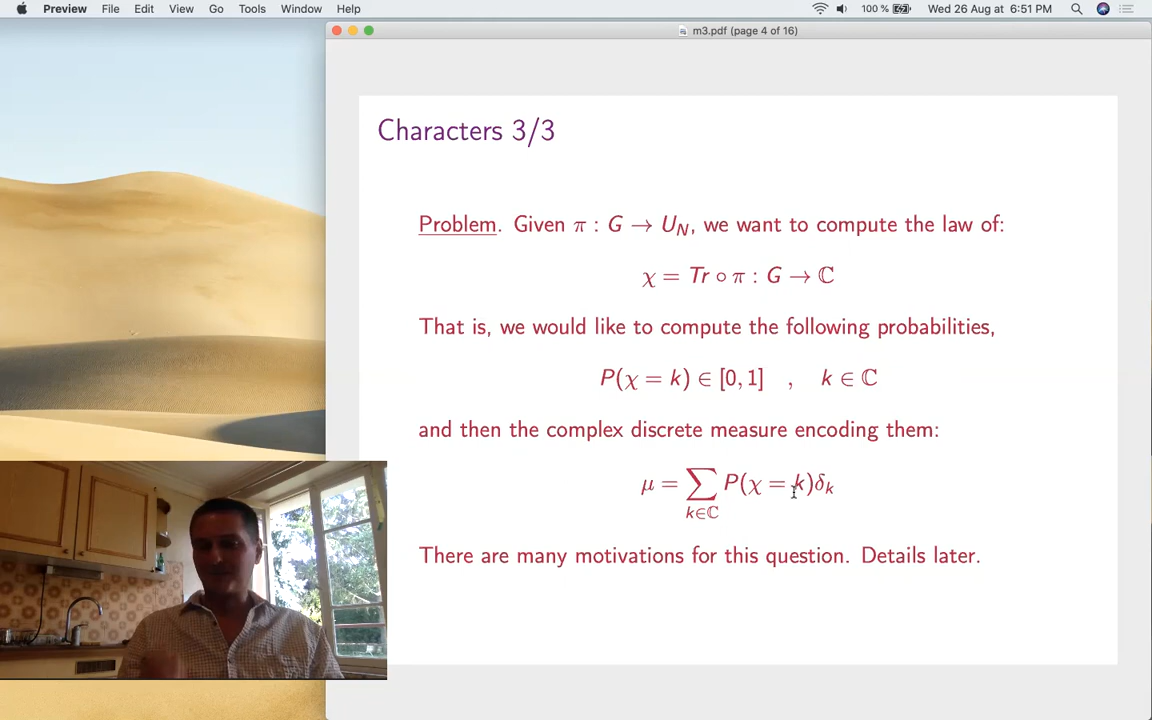 Preview File Edit View Go Tools Window Help 100 % Wed 26 Aug at 6:51 PM
m3.pdf (page 4 of 16)
Characters 3/3
Problem. Given π : G → U_N, we want to compute the law of:
χ = Tr ∘ π : G → ℂ
That is, we would like to compute the following probabilities,
P(χ = k) ∈ [0, 1] , k ∈ ℂ
and then the complex discrete measure encoding them:
μ = ∑_{k∈ℂ} P(χ = k)δ_k
There are many motivations for this question. Details later.